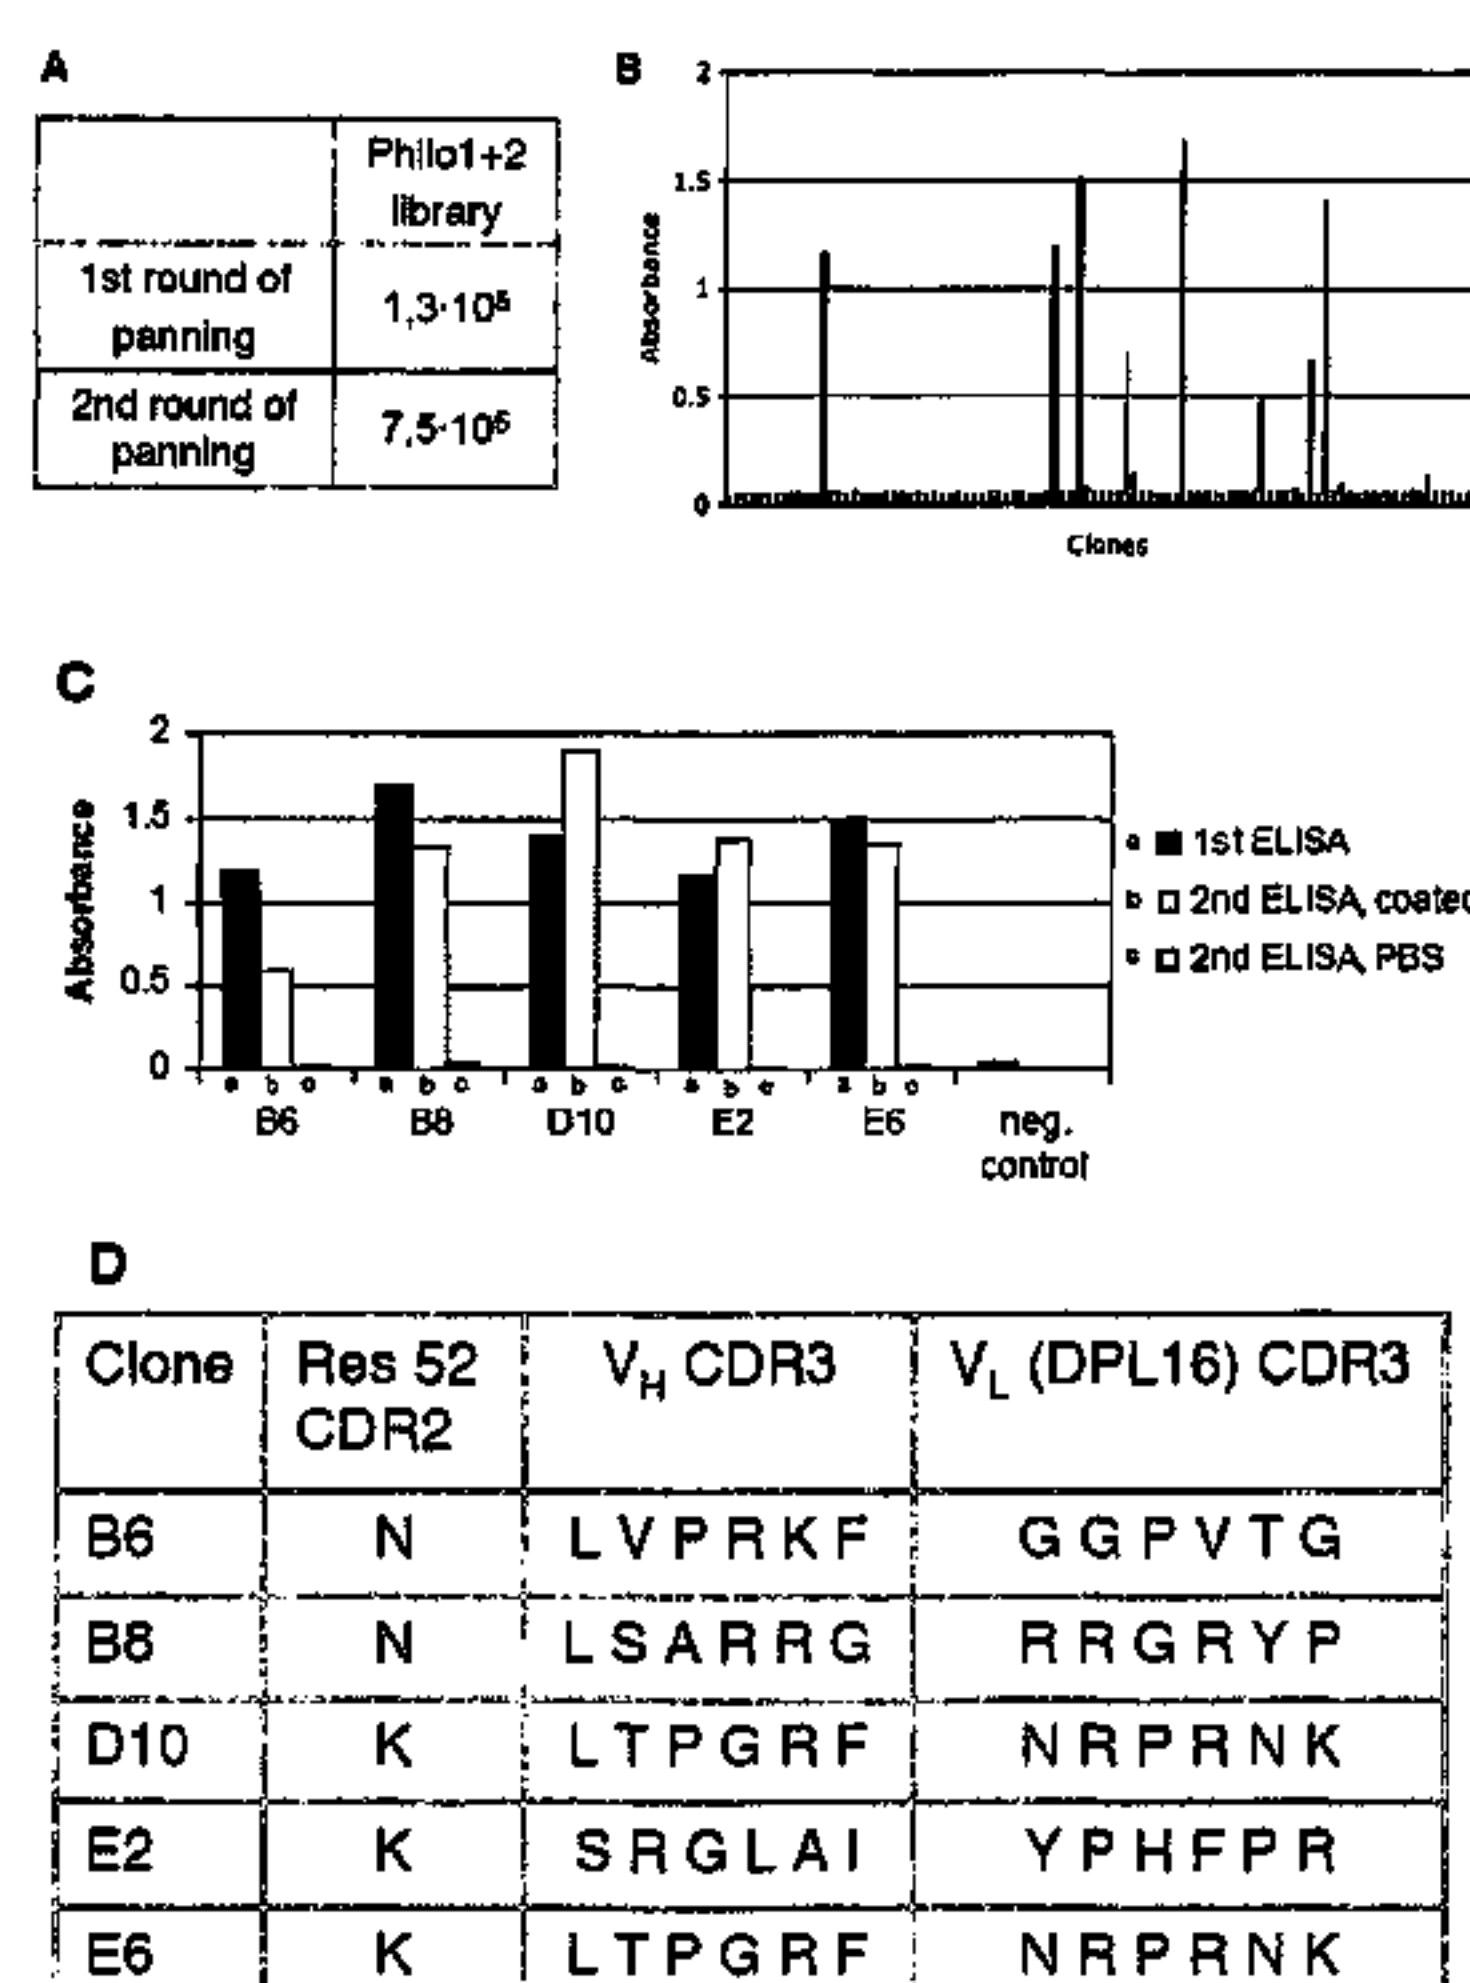 A
Philo1+2
library
1st round of
panning
1,3·10⁵
2nd round of
panning
7,5·10⁵
B
2
1.5
1
0.5
0
Absorbance
Clones
C
2
1.5
1
0.5
0
Absorbance
a b c a b c a b c a b c a b c
B6 B8 D10 E2 E6 neg.
control
a 1st ELISA
b 2nd ELISA, coated
c 2nd ELISA, PBS
D
Clone Res 52 V_H CDR3 V_L (DPL16) CDR3
CDR2
B6 N L V P R K F G G P V T G
B8 N L S A R R G R R G R Y P
D10 K L T P G R F N R P R N K
E2 K S R G L A I Y P H F P R
E6 K L T P G R F N R P R N K